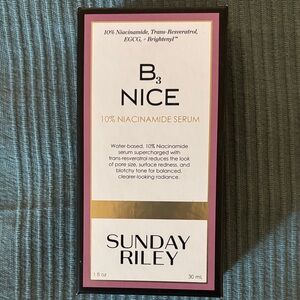 10% Niacinamide, Trans-Resveratrol,
EGCG, + Brightenyl™
B3
NICE
10% NIACINAMIDE SERUM
Water-based, 10% Niacinamide
serum supercharged with
trans-resveratrol reduces the look
of pore size, surface redness, and
blotchy tone for balanced,
clearer-looking radiance.
SUNDAY
RILEY
1 fl oz 30 mL